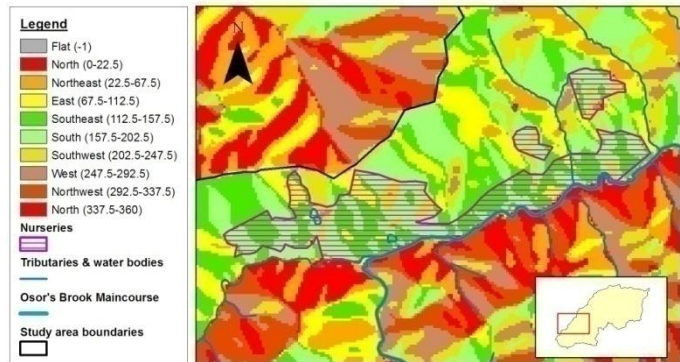 Legend
Flat (-1)
North (0-22.5)
Northeast (22.5-67.5)
East (67.5-112.5)
Southeast (112.5-157.5)
South (157.5-202.5)
Southwest (202.5-247.5)
West (247.5-292.5)
Northwest (292.5-337.5)
North (337.5-360)
Nurseries
Tributaries & water bodies
Osor's Brook Maincourse
Study area boundaries
N